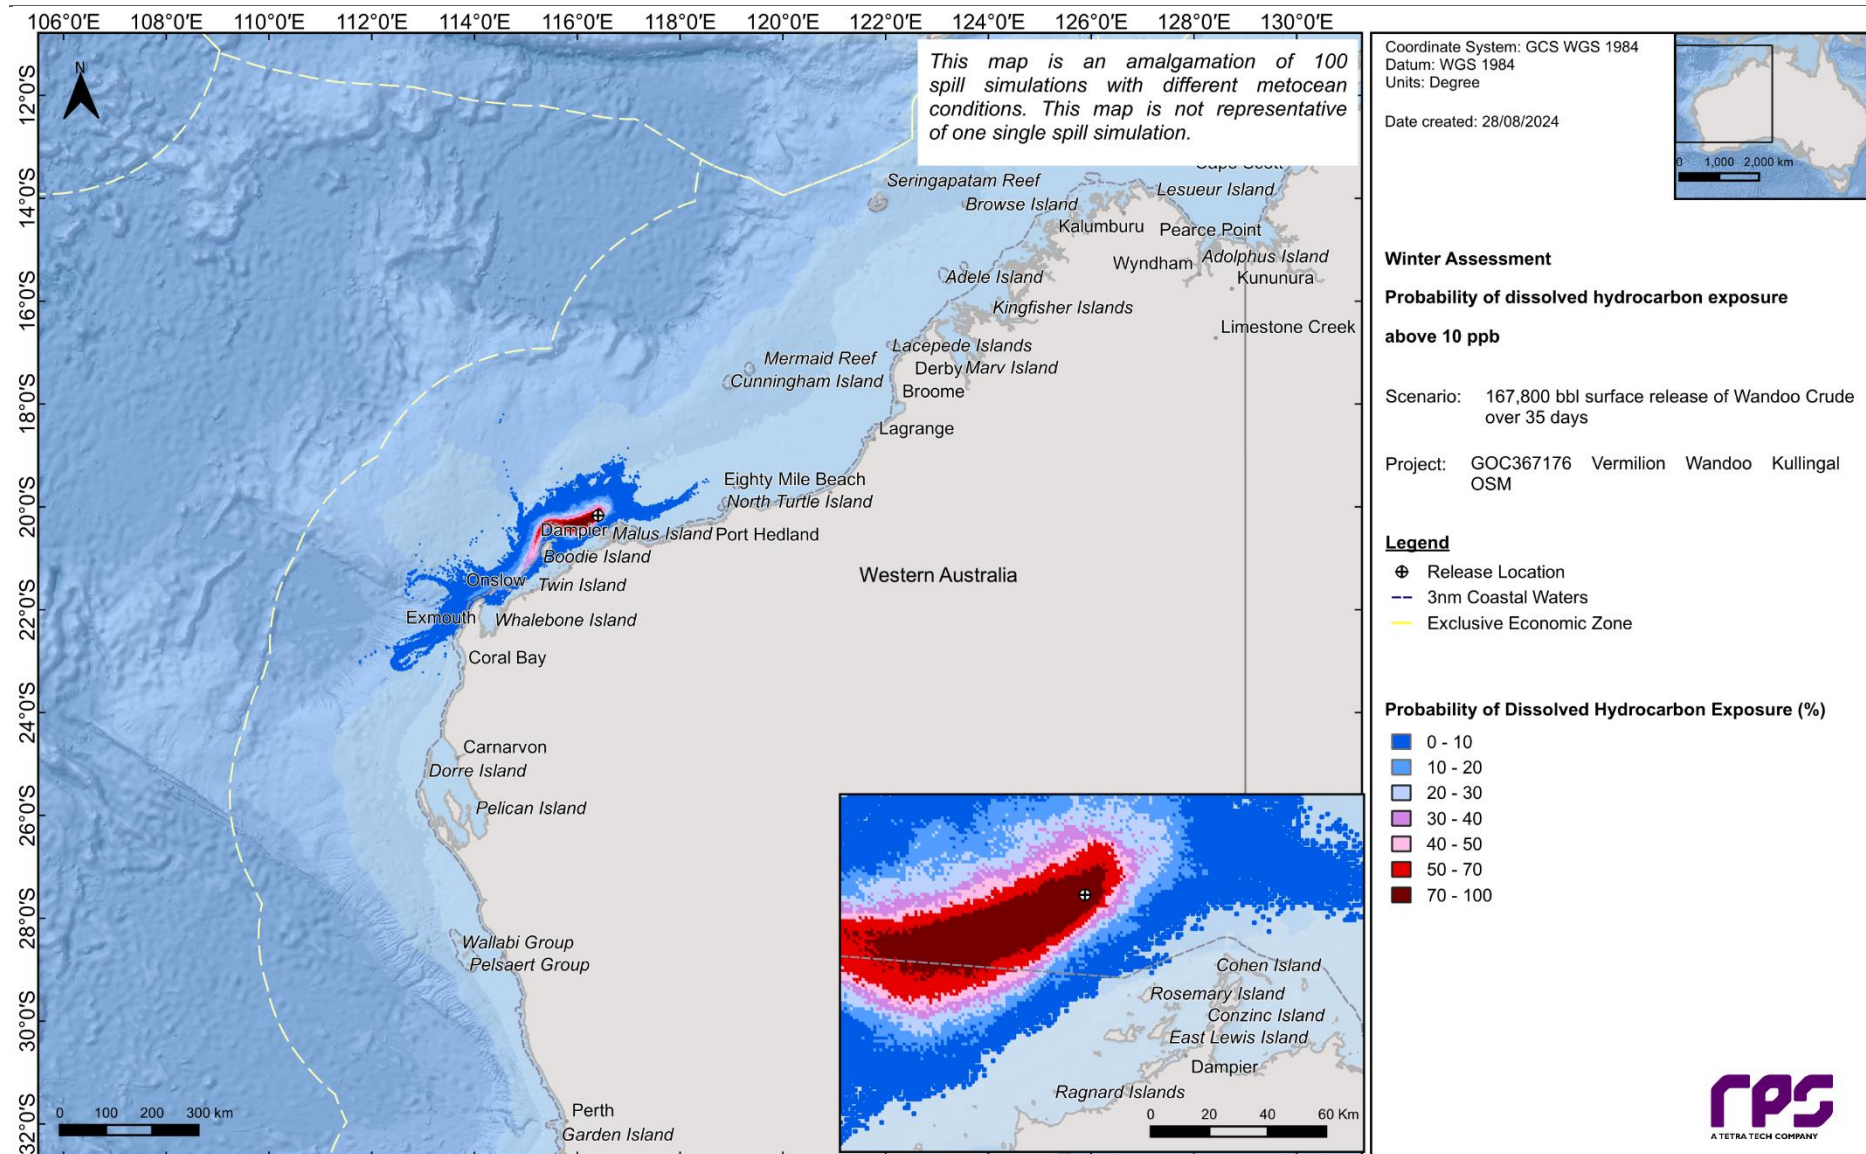 106°0'E 108°0'E 110°0'E 112°0'E 114°0'E 116°0'E 118°0'E 120°0'E 122°0'E 124°0'E 126°0'E 128°0'E 130°0'E
12°0'S
14°0'S
16°0'S
18°0'S
20°0'S
22°0'S
24°0'S
26°0'S
28°0'S
30°0'S
32°0'S
N
This map is an amalgamation of 100
spill simulations with different metocean
conditions. This map is not representative
of one single spill simulation.
Cape Scott
Seringapatam Reef
Lesueur Island
Browse Island
Kalumburu
Pearce Point
Wyndham
Adolphus Island
Adele Island
Kununura
Kingfisher Islands
Limestone Creek
Lacepede Islands
Mermaid Reef
Derby
Marv Island
Cunningham Island
Broome
Lagrange
Eighty Mile Beach
North Turtle Island
Dampier
Malus Island
Port Hedland
Boodie Island
Onslow
Twin Island
Western Australia
Exmouth
Whalebone Island
Coral Bay
Carnarvon
Dorre Island
Pelican Island
Wallabi Group
Pelsaert Group
Perth
Garden Island
0 100 200 300 km
Cohen Island
Rosemary Island
Conzinc Island
East Lewis Island
Dampier
Ragnard Islands
0 20 40 60 Km
Coordinate System: GCS WGS 1984
Datum: WGS 1984
Units: Degree
Date created: 28/08/2024
0 1,000 2,000 km
Winter Assessment
Probability of dissolved hydrocarbon exposure
above 10 ppb
Scenario: 167,800 bbl surface release of Wandoo Crude
over 35 days
Project: GOC367176 Vermilion Wandoo Kullingal
OSM
Legend
Release Location
3nm Coastal Waters
Exclusive Economic Zone
Probability of Dissolved Hydrocarbon Exposure (%)
0 - 10
10 - 20
20 - 30
30 - 40
40 - 50
50 - 70
70 - 100
rps
A TETRA TECH COMPANY